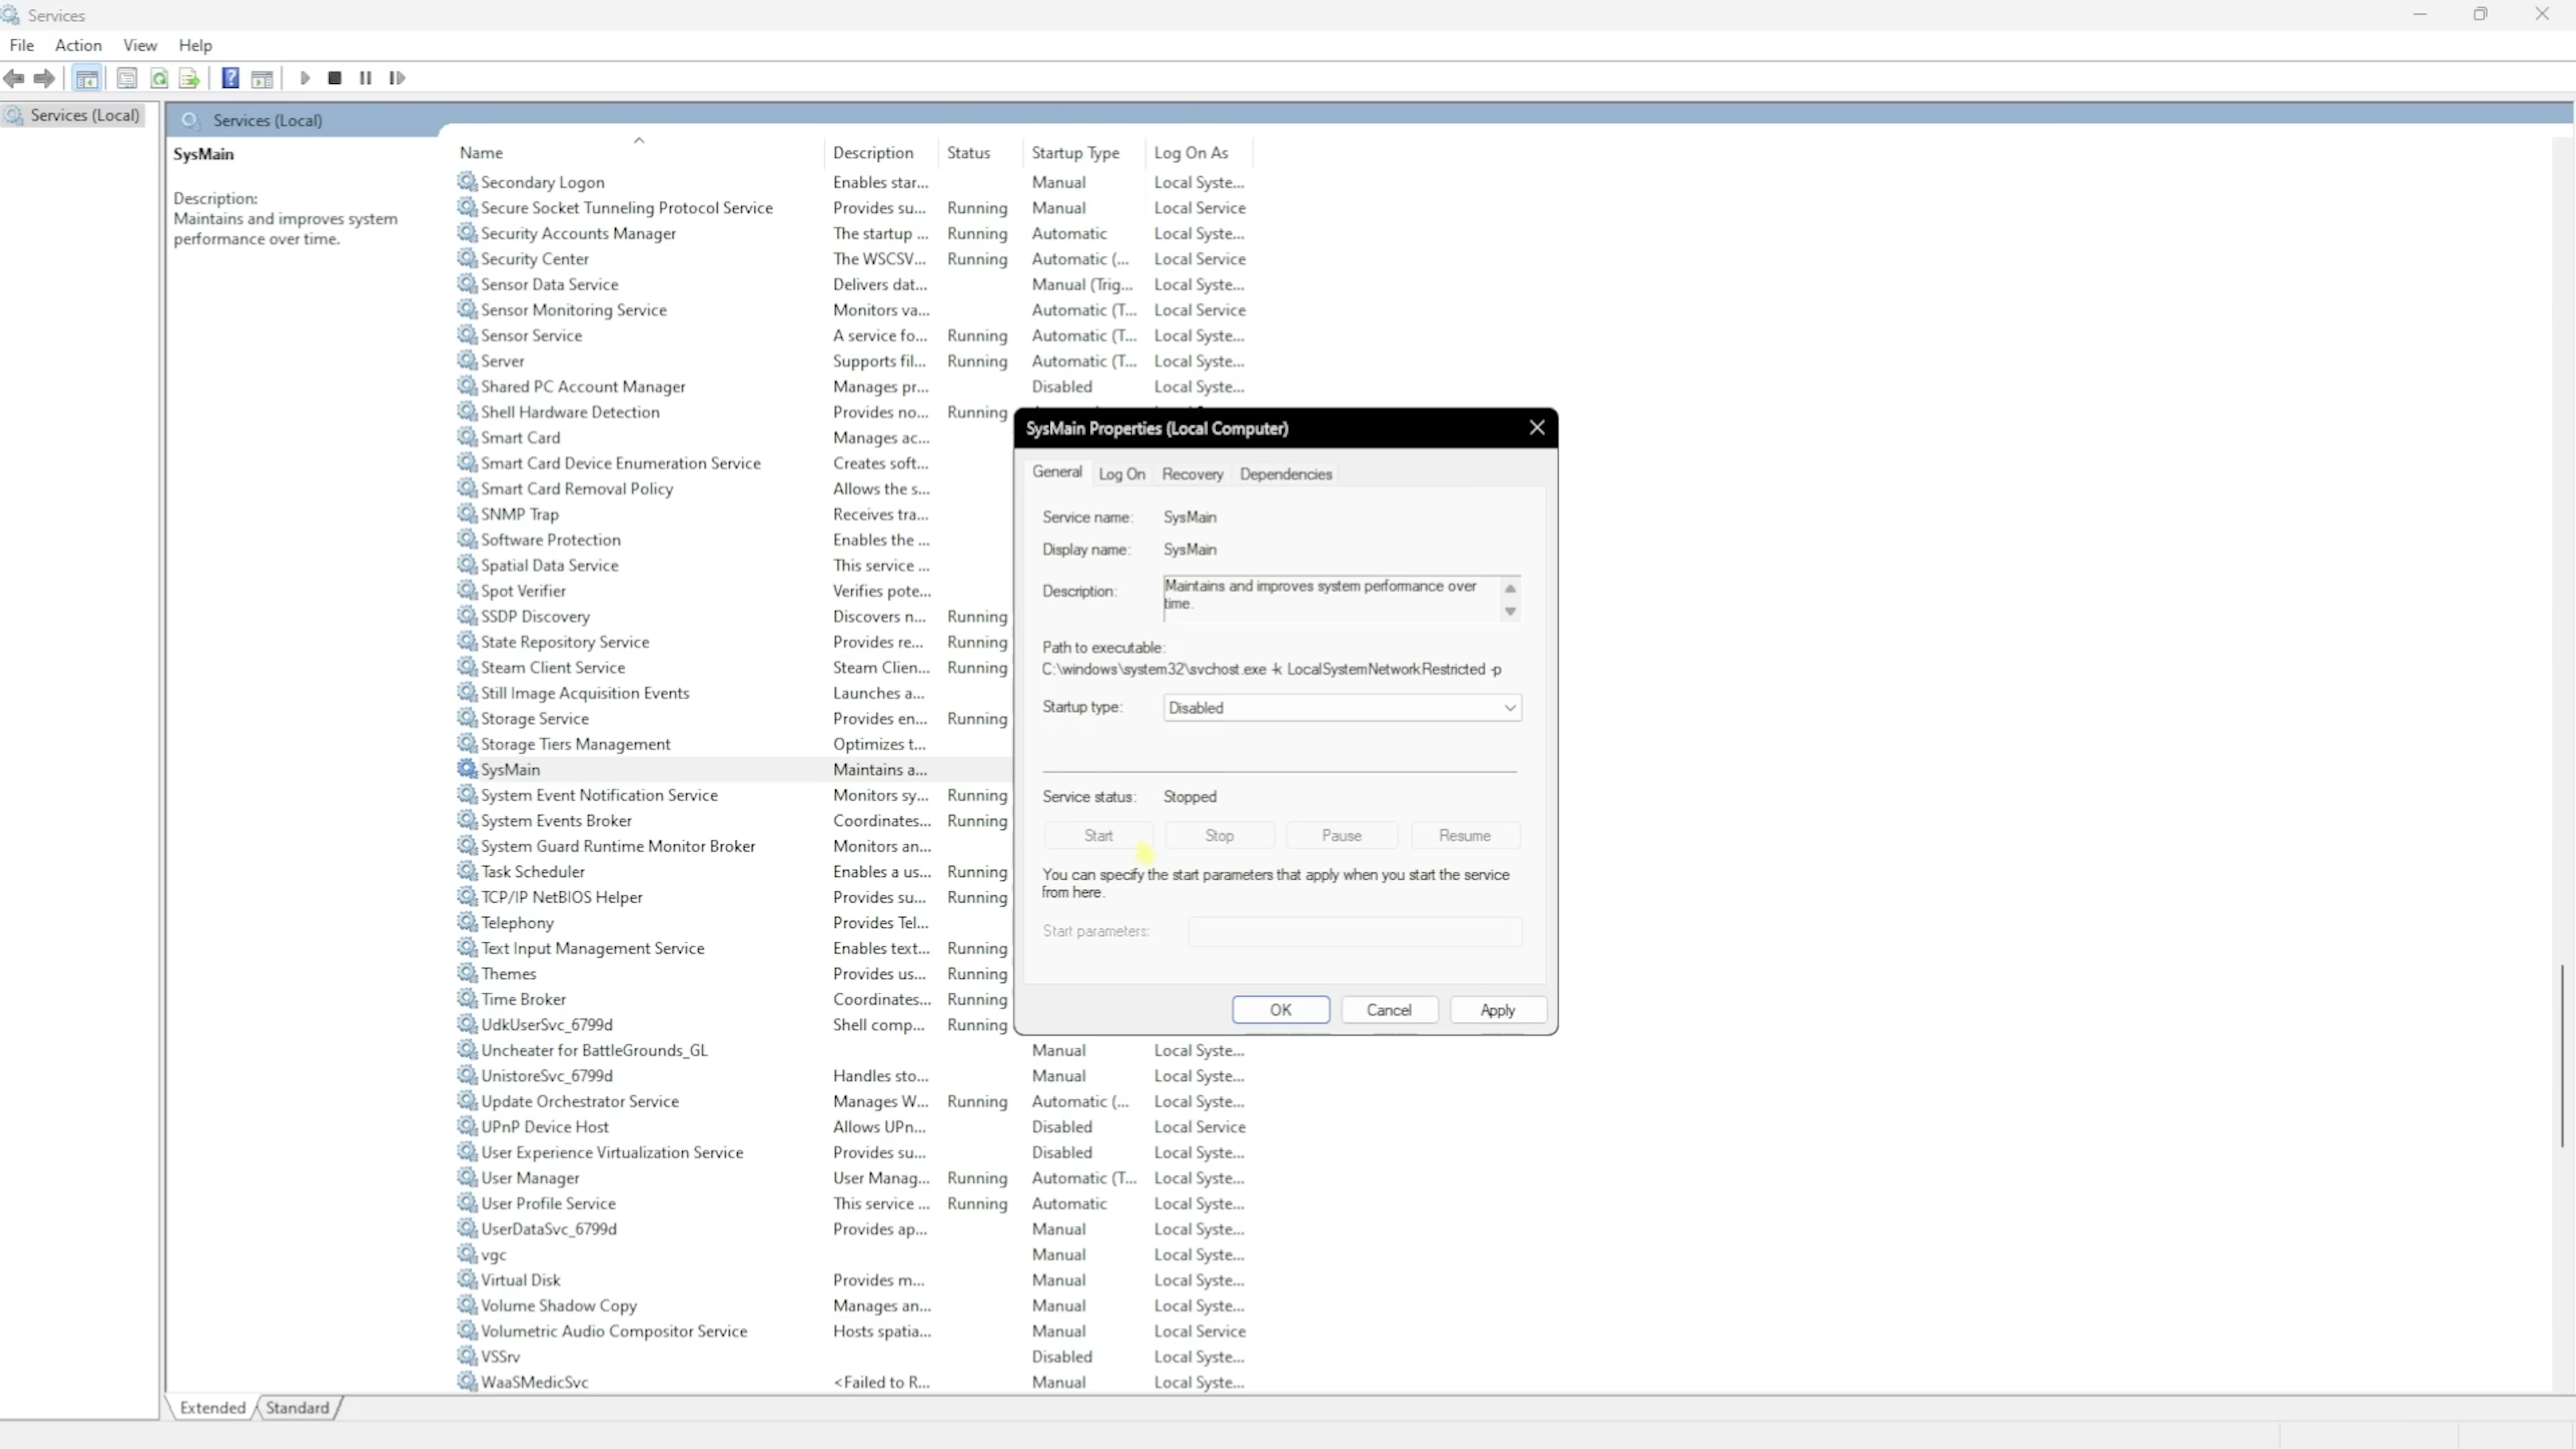 Services
File Action View Help
Services (Local)
Services (Local)
SysMain
Description:
Maintains and improves system
performance over time.
Name Description Status Startup Type Log On As
Secondary Logon Enables star... Manual Local Syste...
Secure Socket Tunneling Protocol Service Provides su... Running Manual Local Service
Security Accounts Manager The startup ... Running Automatic Local Syste...
Security Center The WSCSV... Running Automatic (... Local Service
Sensor Data Service Delivers dat... Manual (Trig... Local Syste...
Sensor Monitoring Service Monitors va... Automatic (T... Local Service
Sensor Service A service fo... Running Automatic (T... Local Syste...
Server Supports fil... Running Automatic (T... Local Syste...
Shared PC Account Manager Manages pr... Disabled Local Syste...
Shell Hardware Detection Provides no... Running
Smart Card Manages ac...
Smart Card Device Enumeration Service Creates soft...
Smart Card Removal Policy Allows the s...
SNMP Trap Receives tra...
Software Protection Enables the ...
Spatial Data Service This service ...
Spot Verifier Verifies pote...
SSDP Discovery Discovers n... Running
State Repository Service Provides re... Running
Steam Client Service Steam Clien... Running
Still Image Acquisition Events Launches a...
Storage Service Provides en... Running
Storage Tiers Management Optimizes t...
SysMain Maintains a...
System Event Notification Service Monitors sy... Running
System Events Broker Coordinates... Running
System Guard Runtime Monitor Broker Monitors an...
Task Scheduler Enables a us... Running
TCP/IP NetBIOS Helper Provides su... Running
Telephony Provides Tel...
Text Input Management Service Enables text... Running
Themes Provides us... Running
Time Broker Coordinates... Running
UdkUserSvc_6799d Shell comp... Running
Uncheater for BattleGrounds_GL Manual Local Syste...
UnistoreSvc_6799d Handles sto... Manual Local Syste...
Update Orchestrator Service Manages W... Running Automatic (... Local Syste...
UPnP Device Host Allows UPn... Disabled Local Service
User Experience Virtualization Service Provides su... Disabled Local Syste...
User Manager User Manag... Running Automatic (T... Local Syste...
User Profile Service This service ... Running Automatic Local Syste...
UserDataSvc_6799d Provides ap... Manual Local Syste...
vgc Manual Local Syste...
Virtual Disk Provides m... Manual Local Syste...
Volume Shadow Copy Manages an... Manual Local Syste...
Volumetric Audio Compositor Service Hosts spatia... Manual Local Service
VSSrv Disabled Local Syste...
WaaSMedicSvc <Failed to R... Manual Local Syste...
SysMain Properties (Local Computer)
General Log On Recovery Dependencies
Service name: SysMain
Display name: SysMain
Description: Maintains and improves system performance over
time.
Path to executable:
C:\windows\system32\svchost.exe -k LocalSystemNetworkRestricted -p
Startup type: Disabled
Service status: Stopped
Start Stop Pause Resume
You can specify the start parameters that apply when you start the service
from here.
Start parameters:
OK Cancel Apply
Extended Standard